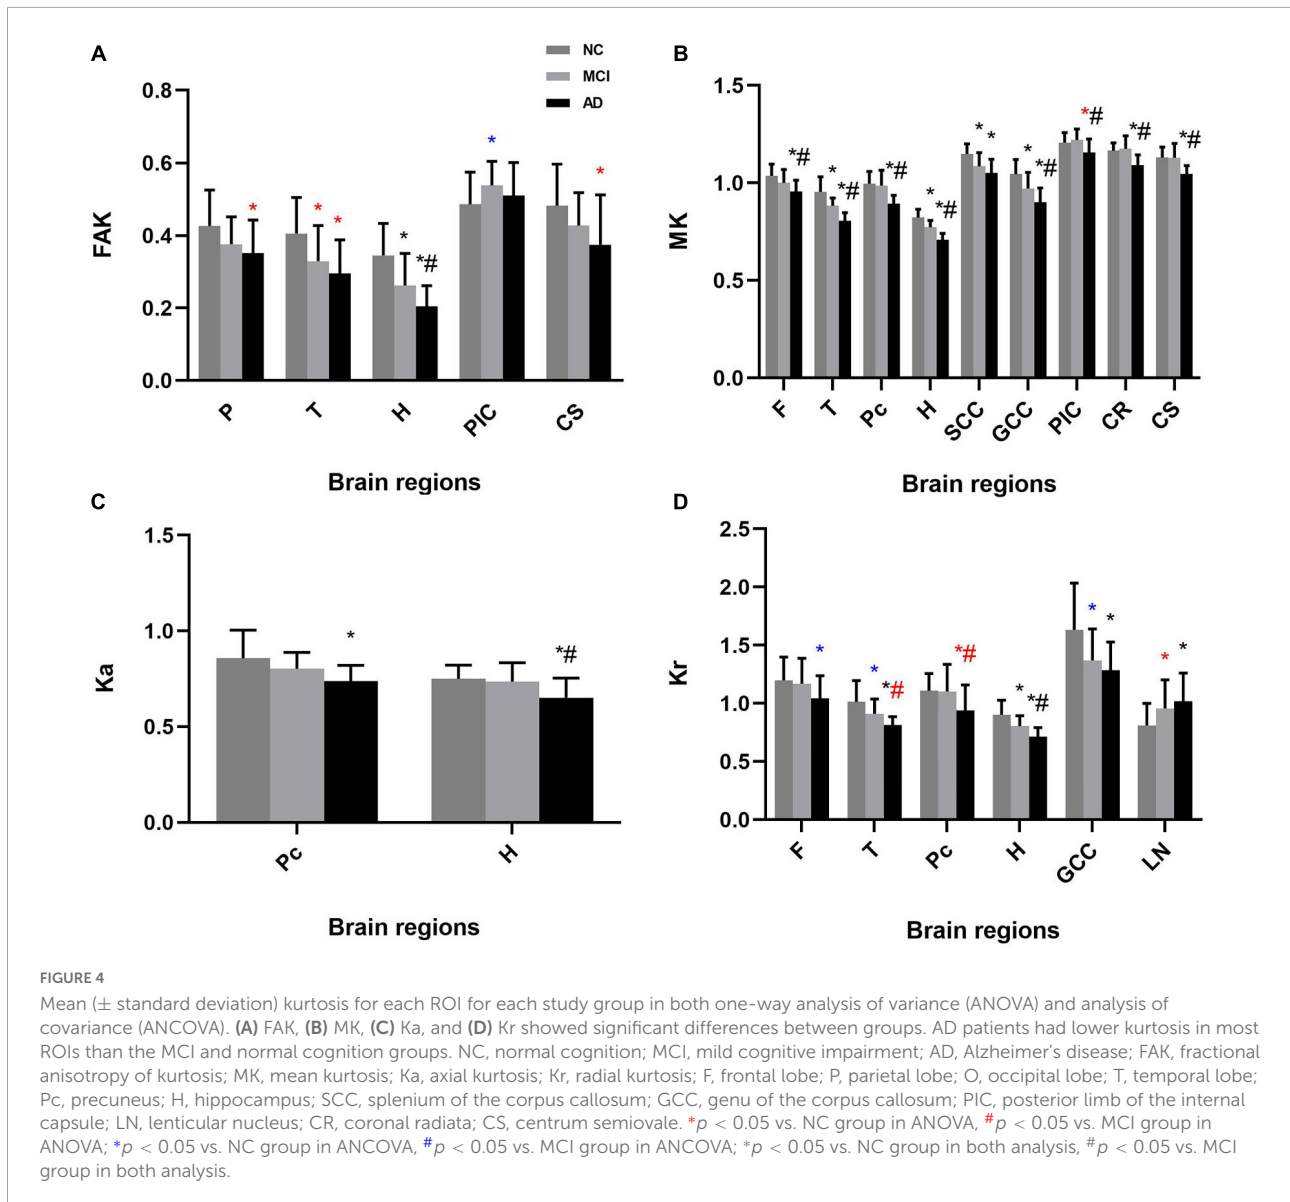 A
NC
MCI
AD
0.8
0.6
0.4
0.2
0.0
FAK
* * * * *# * *
P T H PIC CS
Brain regions
B
1.5
1.0
0.5
0.0
MK
*# * *# *# * *# * * * *# *# *# *#
F T Pc H SCC GCC PIC CR CS
Brain regions
C
1.5
1.0
0.5
0.0
Ka
* *#
Pc H
Brain regions
D
2.5
2.0
1.5
1.0
0.5
0.0
Kr
* * *# *# * *# * * * *
F T Pc H GCC LN
Brain regions
FIGURE 4
Mean (± standard deviation) kurtosis for each ROI for each study group in both one-way analysis of variance (ANOVA) and analysis of
covariance (ANCOVA). (A) FAK, (B) MK, (C) Ka, and (D) Kr showed significant differences between groups. AD patients had lower kurtosis in most
ROIs than the MCI and normal cognition groups. NC, normal cognition; MCI, mild cognitive impairment; AD, Alzheimer's disease; FAK, fractional
anisotropy of kurtosis; MK, mean kurtosis; Ka, axial kurtosis; Kr, radial kurtosis; F, frontal lobe; P, parietal lobe; O, occipital lobe; T, temporal lobe;
Pc, precuneus; H, hippocampus; SCC, splenium of the corpus callosum; GCC, genu of the corpus callosum; PIC, posterior limb of the internal
capsule; LN, lenticular nucleus; CR, coronal radiata; CS, centrum semiovale. *p < 0.05 vs. NC group in ANOVA, #p < 0.05 vs. MCI group in
ANOVA; *p < 0.05 vs. NC group in ANCOVA, #p < 0.05 vs. MCI group in ANCOVA; *p < 0.05 vs. NC group in both analysis, #p < 0.05 vs. MCI
group in both analysis.